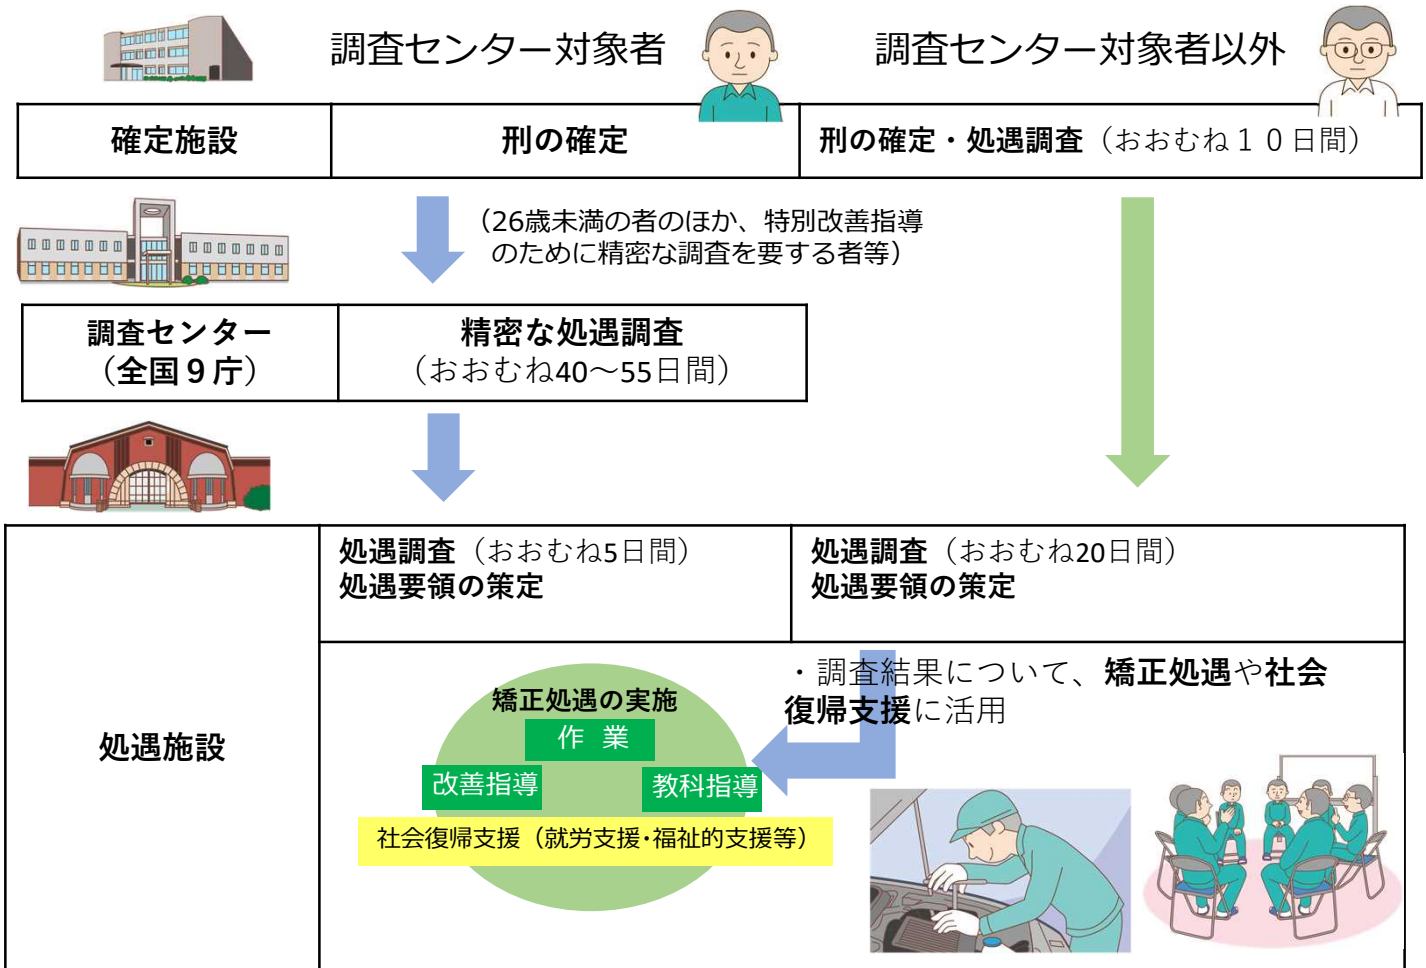 調査センター対象者
調査センター対象者以外
確定施設
刑の確定
刑の確定・処遇調査（おおむね１０日間）
（26歳未満の者のほか、特別改善指導
のために精密な調査を要する者等）
調査センター
（全国９庁）
精密な処遇調査
（おおむね40～55日間）
処遇施設
処遇調査（おおむね5日間）
処遇要領の策定
処遇調査（おおむね20日間）
処遇要領の策定
・調査結果について、矯正処遇や社会
復帰支援に活用
矯正処遇の実施
作　業
改善指導
教科指導
社会復帰支援（就労支援･福祉的支援等）